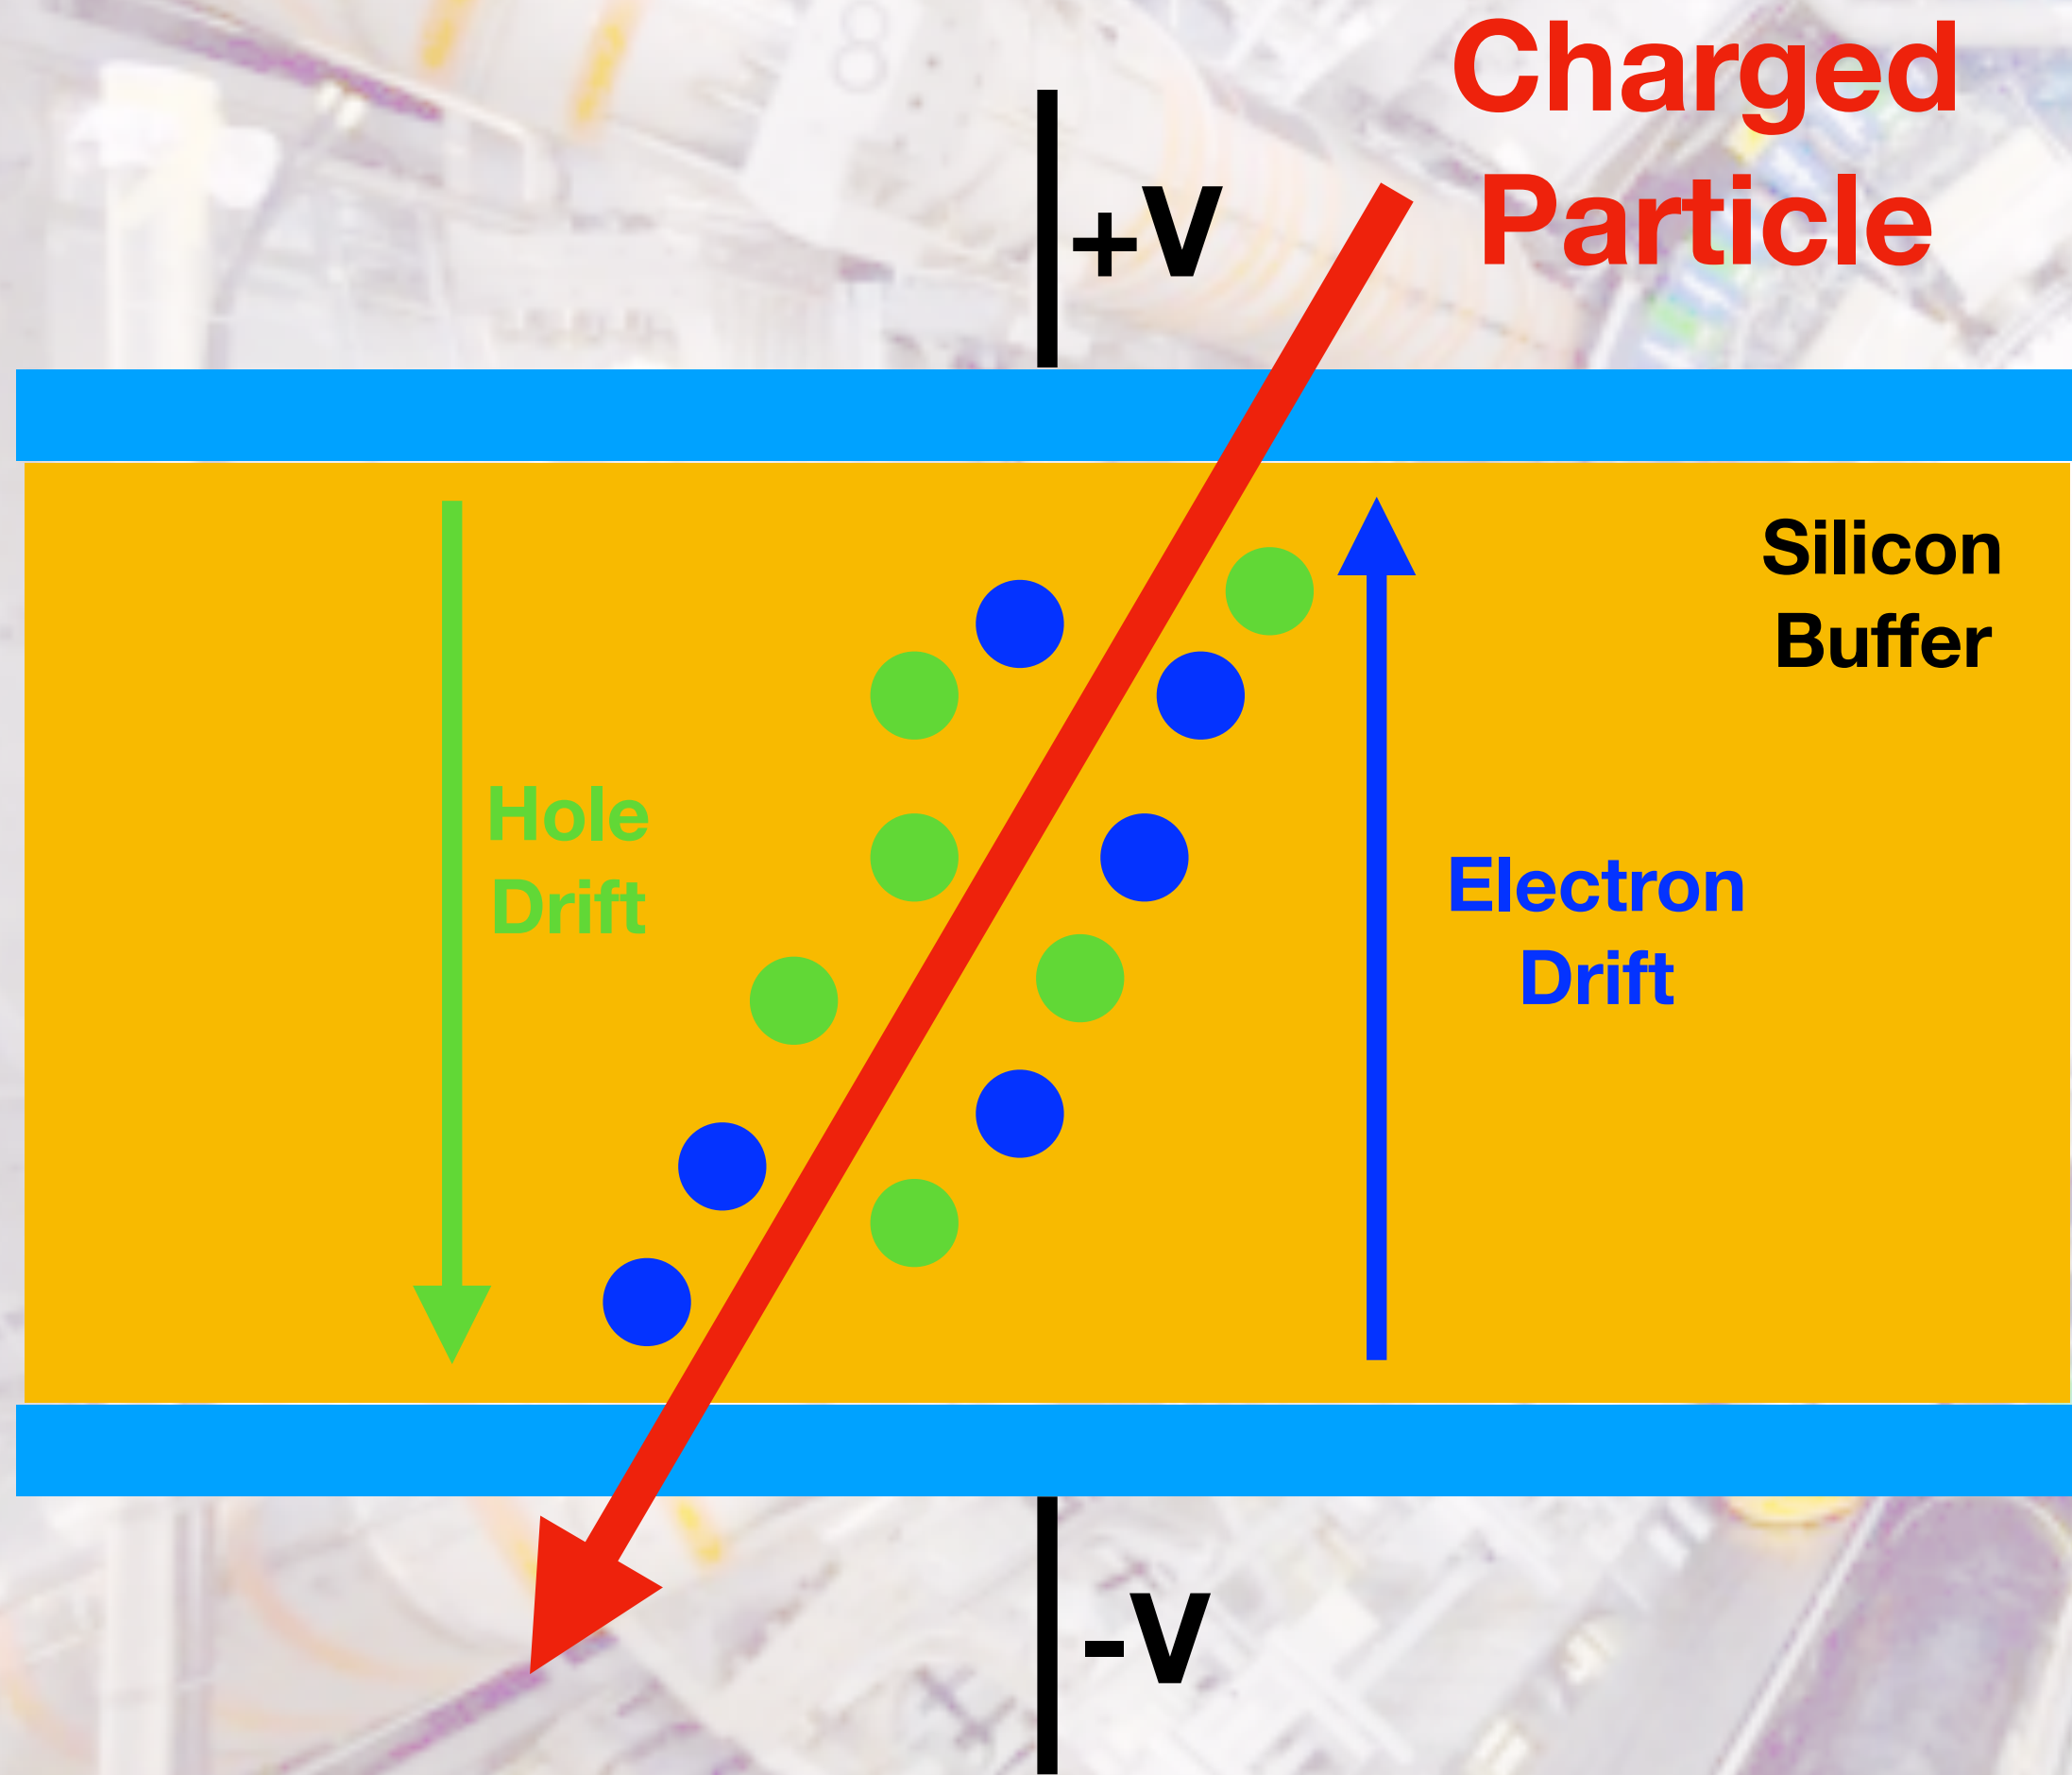 Charged
Particle
+V
Silicon
Buffer
Hole
Drift
Electron
Drift
-V